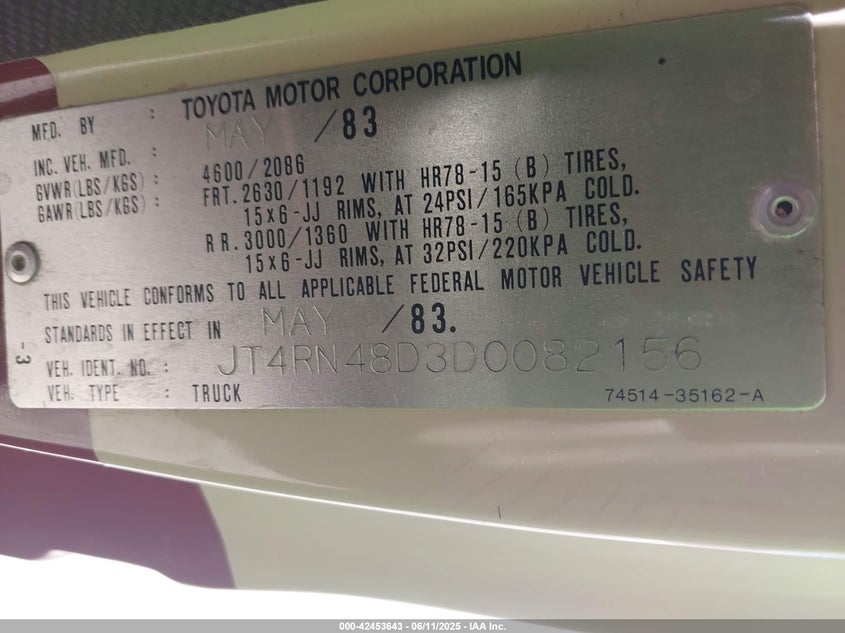 MFD. BY : TOYOTA MOTOR CORPORATION
INC. VEH. MFD. : MAY /83
GVWR(LBS/KGS) : 4600/2086
GAWR(LBS/KGS) : FRT. 2630/1192 WITH HR78-15 (B) TIRES,
15x6-JJ RIMS, AT 24PSI/165KPA COLD.
RR. 3000/1360 WITH HR78-15 (B) TIRES,
15x6-JJ RIMS, AT 32PSI/220KPA COLD.
THIS VEHICLE CONFORMS TO ALL APPLICABLE FEDERAL MOTOR VEHICLE SAFETY
STANDARDS IN EFFECT IN MAY /83.
VEH. IDENT. NO. : JT4RN48D3D0082156
VEH. TYPE : TRUCK 74514-35162-A
-3
000-42453643 - 06/11/2025 - IAA Inc.